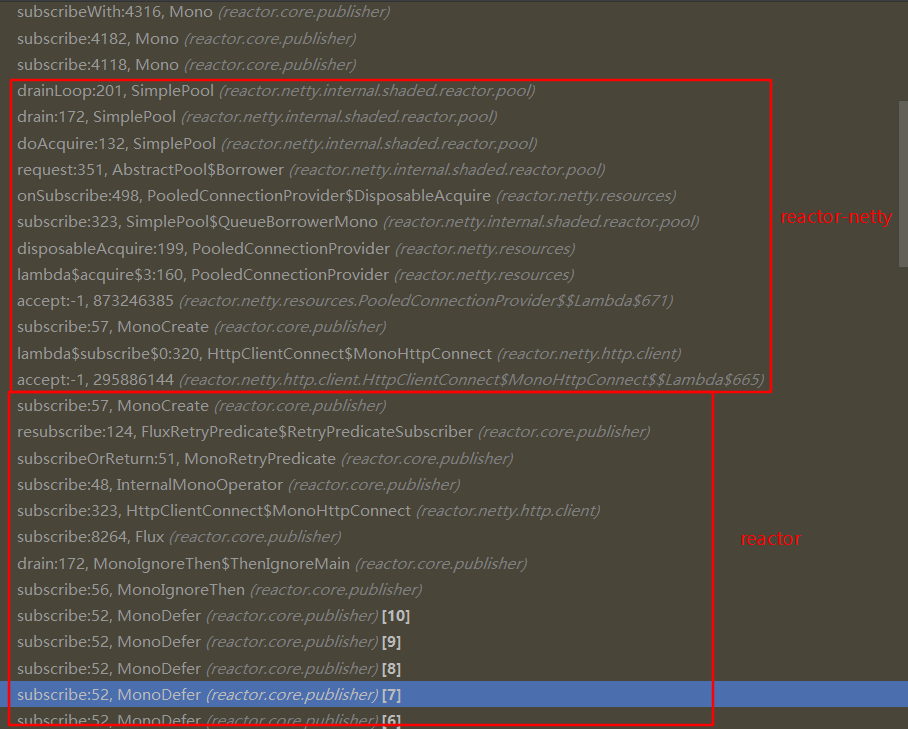 subscribeWith:4316, Mono (reactor.core.publisher)
subscribe:4182, Mono (reactor.core.publisher)
subscribe:4118, Mono (reactor.core.publisher)
drainLoop:201, SimplePool (reactor.netty.internal.shaded.reactor.pool)
drain:172, SimplePool (reactor.netty.internal.shaded.reactor.pool)
doAcquire:132, SimplePool (reactor.netty.internal.shaded.reactor.pool)
request:351, AbstractPool$Borrower (reactor.netty.internal.shaded.reactor.pool)
onSubscribe:498, PooledConnectionProvider$DisposableAcquire (reactor.netty.resources)
subscribe:323, SimplePool$QueueBorrowerMono (reactor.netty.internal.shaded.reactor.pool)
reactor-netty
disposableAcquire:199, PooledConnectionProvider (reactor.netty.resources)
lambda$acquire$3:160, PooledConnectionProvider (reactor.netty.resources)
accept:-1, 873246385 (reactor.netty.resources.PooledConnectionProvider$$Lambda$671)
subscribe:57, MonoCreate (reactor.core.publisher)
lambda$subscribe$0:320, HttpClientConnect$MonoHttpConnect (reactor.netty.http.client)
accept:-1, 295886144 (reactor.netty.http.client.HttpClientConnect$MonoHttpConnect$$Lambda$665)
subscribe:57, MonoCreate (reactor.core.publisher)
resubscribe:124, FluxRetryPredicate$RetryPredicateSubscriber (reactor.core.publisher)
subscribeOrReturn:51, MonoRetryPredicate (reactor.core.publisher)
subscribe:48, InternalMonoOperator (reactor.core.publisher)
subscribe:323, HttpClientConnect$MonoHttpConnect (reactor.netty.http.client)
subscribe:8264, Flux (reactor.core.publisher)
reactor
drain:172, MonoIgnoreThen$ThenIgnoreMain (reactor.core.publisher)
subscribe:56, MonoIgnoreThen (reactor.core.publisher)
subscribe:52, MonoDefer (reactor.core.publisher) [10]
subscribe:52, MonoDefer (reactor.core.publisher) [9]
subscribe:52, MonoDefer (reactor.core.publisher) [8]
subscribe:52, MonoDefer (reactor.core.publisher) [7]
subscribe:52, MonoDefer (reactor.core.publisher) [6]